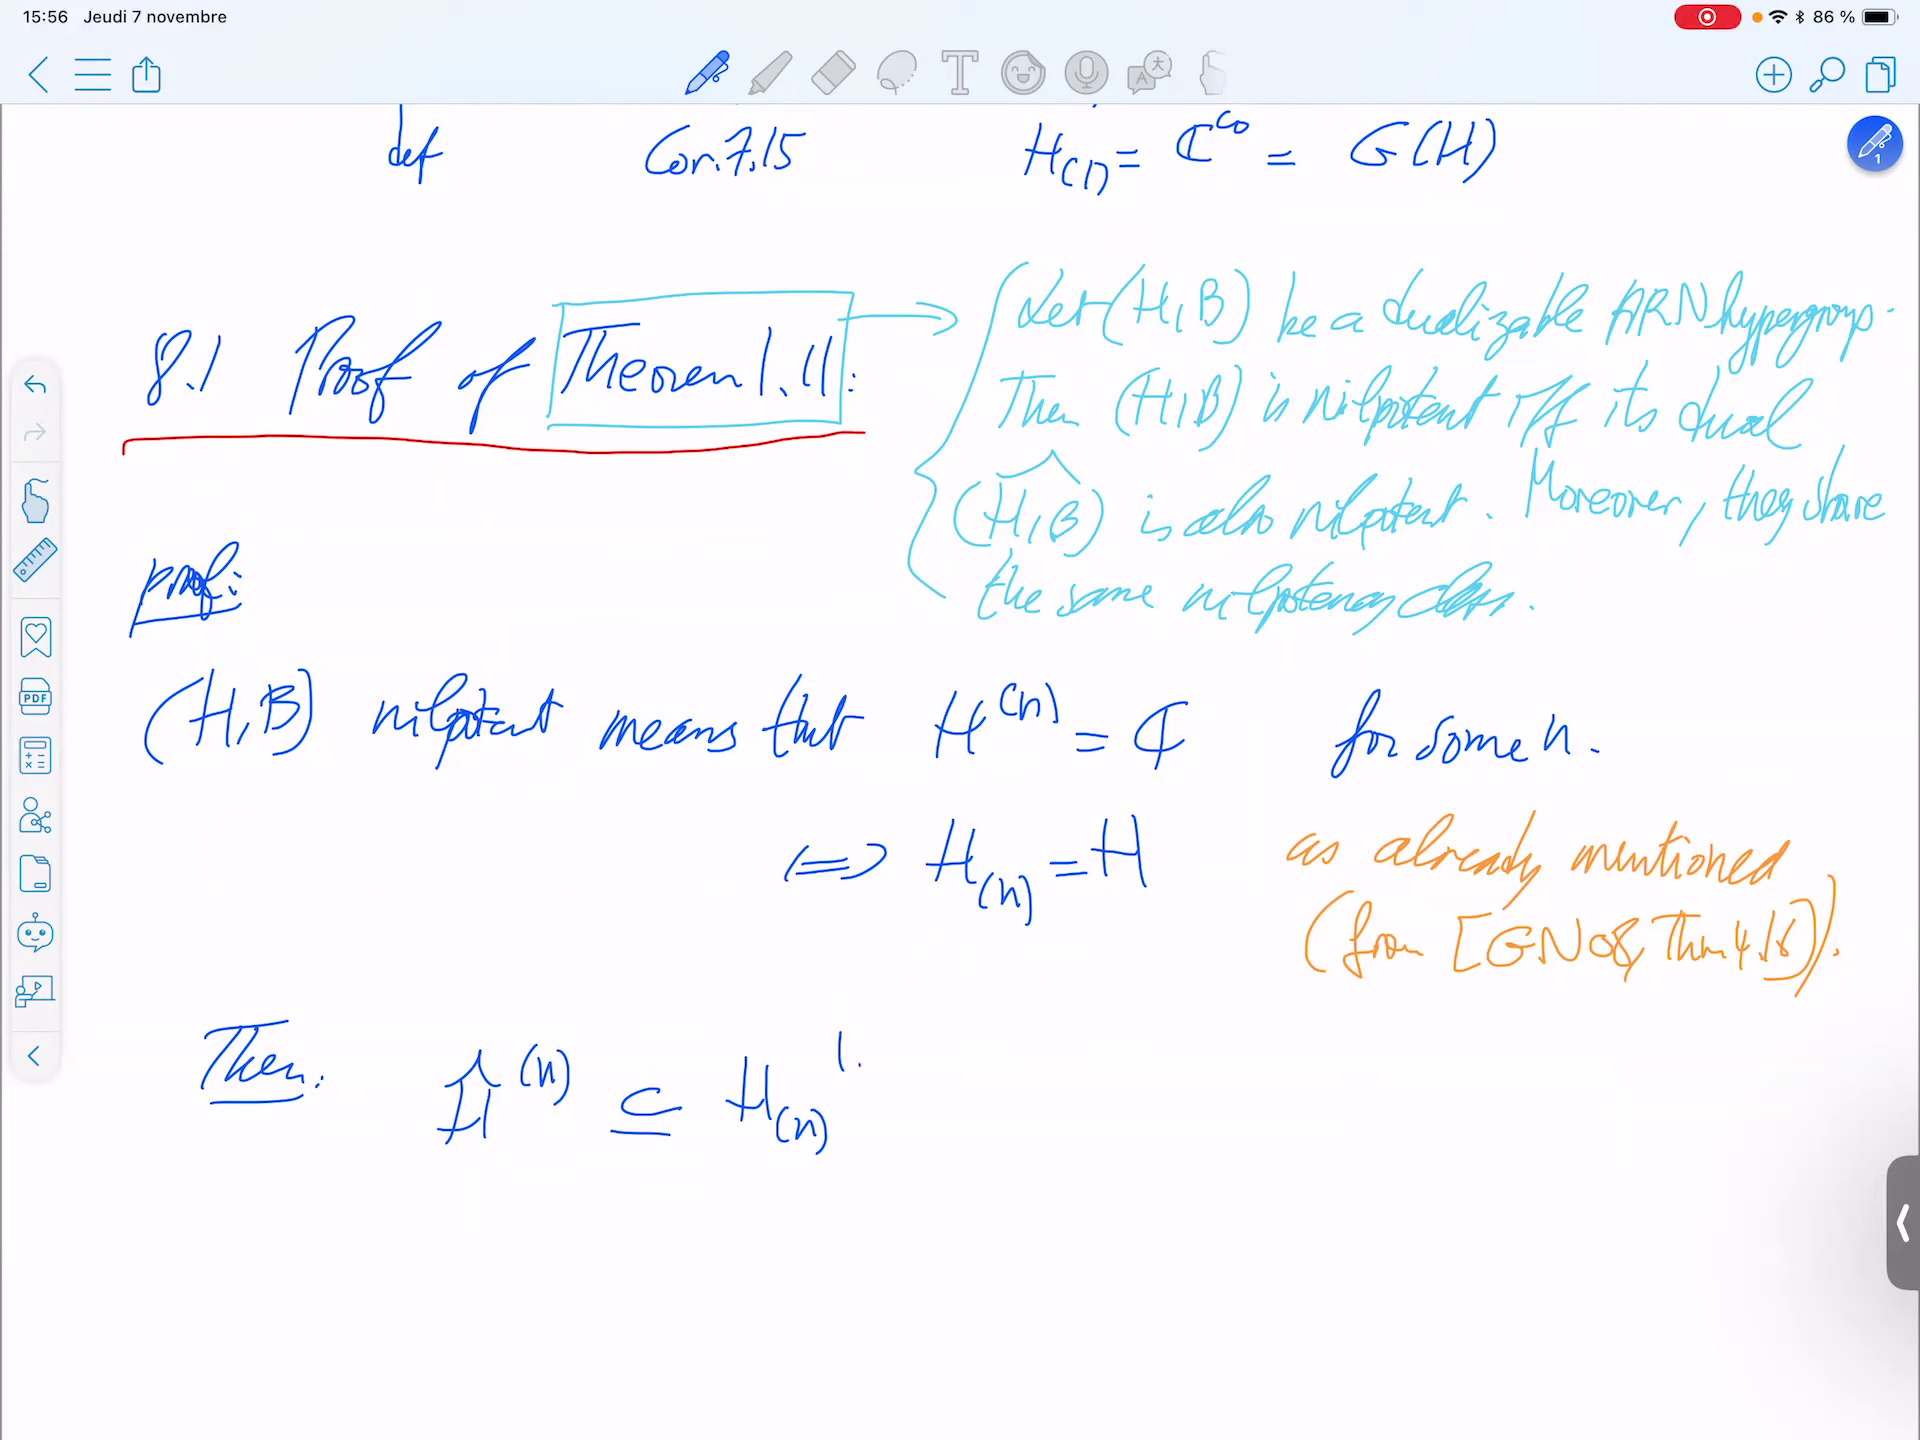 15:56 Jeudi 7 novembre 86 %
def Cor. 7.15 H_(1) = ℂ^co = G(H)
8.1 Proof of Theorem 1.11:
Let (H,B) be a dualizable ARN hypergroup.
Then (H,B) is nilpotent iff its dual
(Ĥ,B) is also nilpotent. Moreover, they share
the same nilpotency class.
proof:
(H,B) nilpotent means that H^(n) = ℂ for some n.
⟺ H_(n) = H as already mentioned
(from [GN08, Thm 4.16]).
Then: Ĥ^(n) ⊆ H_(n)
PDF
1